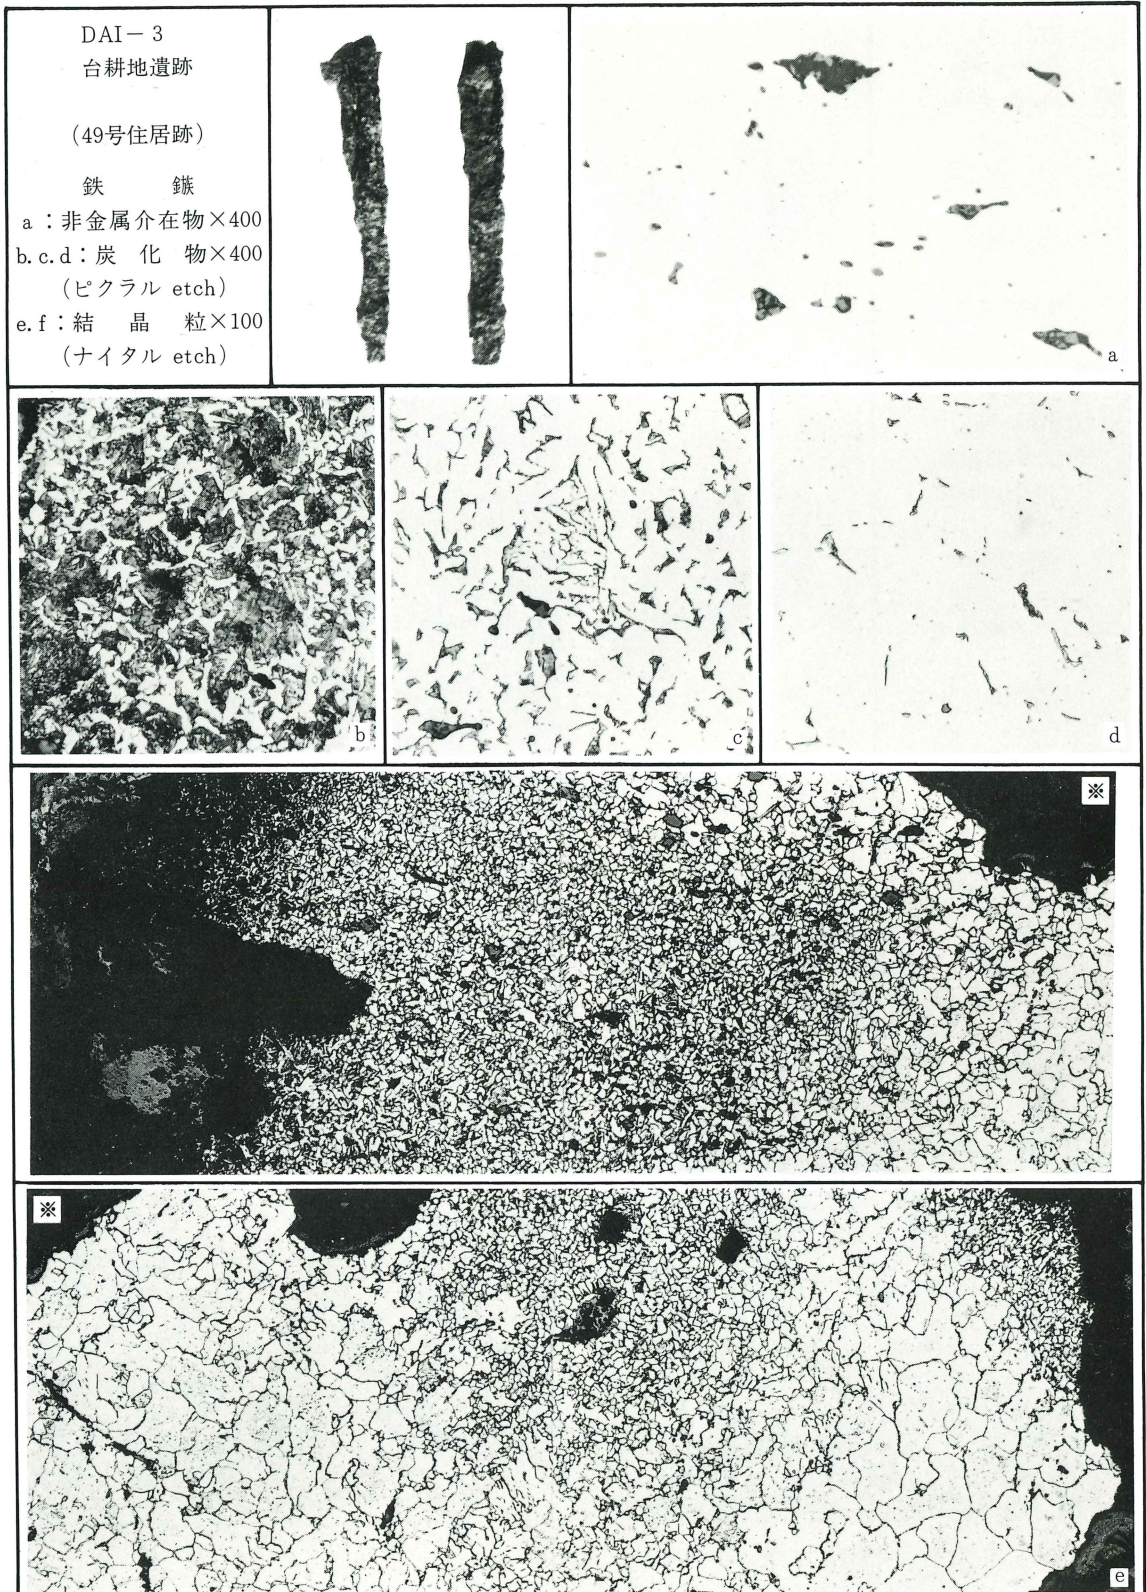 DAI－3
台耕地遺跡
（49号住居跡）
鉄　　鏃
a：非金属介在物×400
b.c.d：炭　化　物×400
（ピクラル etch）
e.f：結　晶　粒×100
（ナイタル etch）
a
b
c
d
※
※
e